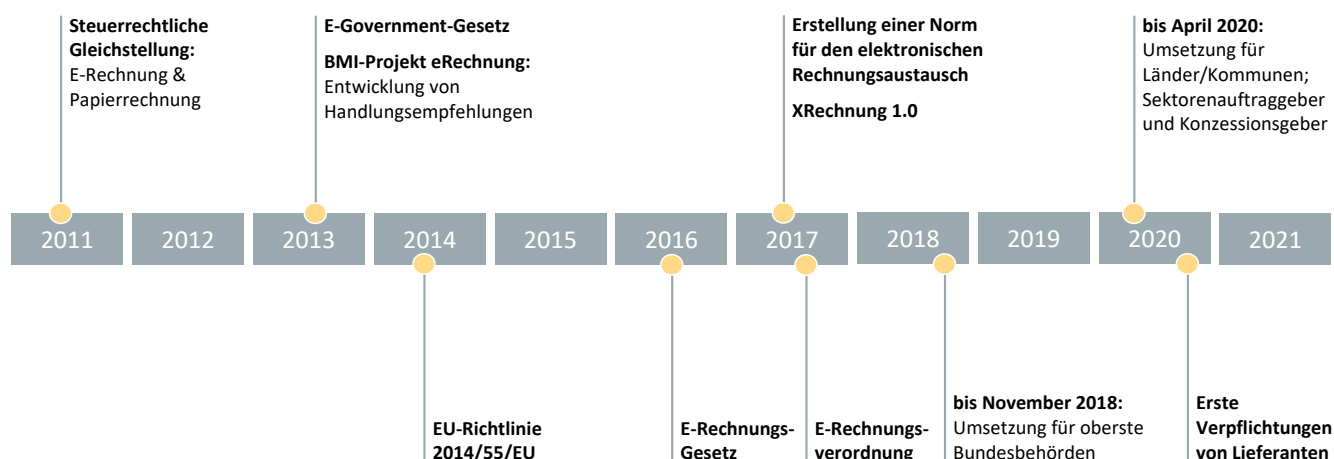 Steuerrechtliche
Gleichstellung:
E-Rechnung &
Papierrechnung
E-Government-Gesetz
BMI-Projekt eRechnung:
Entwicklung von
Handlungsempfehlungen
Erstellung einer Norm
für den elektronischen
Rechnungsaustausch
XRechnung 1.0
bis April 2020:
Umsetzung für
Länder/Kommunen;
Sektorenauftraggeber
und Konzessionsgeber
2011 2012 2013 2014 2015 2016 2017 2018 2019 2020 2021
EU-Richtlinie
2014/55/EU
E-Rechnungs-
Gesetz
E-Rechnungs-
verordnung
bis November 2018:
Umsetzung für oberste
Bundesbehörden
Erste
Verpflichtungen
von Lieferanten